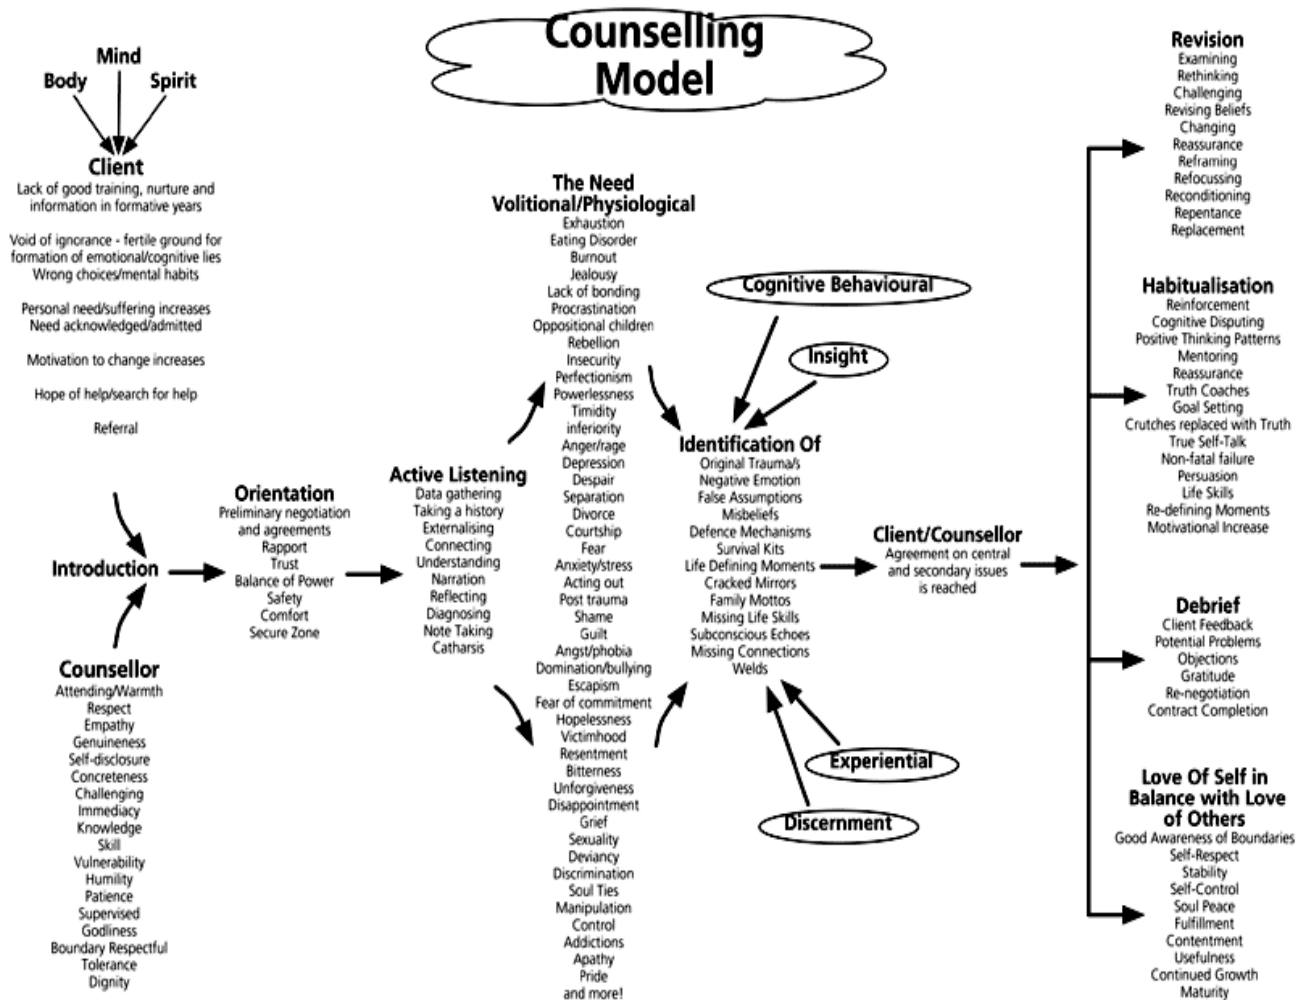 Counselling
Model
Mind
Body
Spirit
Client
Lack of good training, nurture and
information in formative years
Void of ignorance - fertile ground for
formation of emotional/cognitive lies
Wrong choices/mental habits
Personal need/suffering increases
Need acknowledged/admitted
Motivation to change increases
Hope of help/search for help
Referral
Introduction
Counsellor
Attending/Warmth
Respect
Empathy
Genuineness
Self-disclosure
Concreteness
Challenging
Immediacy
Knowledge
Skill
Vulnerability
Humility
Patience
Supervised
Godliness
Boundary Respectful
Tolerance
Dignity
Orientation
Preliminary negotiation
and agreements
Rapport
Trust
Balance of Power
Safety
Comfort
Secure Zone
Active Listening
Data gathering
Taking a history
Externalising
Connecting
Understanding
Narration
Reflecting
Diagnosing
Note Taking
Catharsis
The Need
Volitional/Physiological
Exhaustion
Eating Disorder
Burnout
Jealousy
Lack of bonding
Procrastination
Oppositional children
Rebellion
Insecurity
Perfectionism
Powerlessness
Timidity
inferiority
Anger/rage
Depression
Despair
Separation
Divorce
Courtship
Fear
Anxiety/stress
Acting out
Post trauma
Shame
Guilt
Angst/phobia
Domination/bullying
Escapism
Fear of commitment
Hopelessness
Victimhood
Resentment
Bitterness
Unforgiveness
Disappointment
Grief
Sexuality
Deviancy
Discrimination
Soul Ties
Manipulation
Control
Addictions
Apathy
Pride
and more!
Cognitive Behavioural
Insight
Identification Of
Original Trauma/s
Negative Emotion
False Assumptions
Misbeliefs
Defence Mechanisms
Survival Kits
Life Defining Moments
Cracked Mirrors
Family Mottos
Missing Life Skills
Subconscious Echoes
Missing Connections
Welds
Experiential
Discernment
Client/Counsellor
Agreement on central
and secondary issues
is reached
Revision
Examining
Rethinking
Challenging
Revising Beliefs
Changing
Reassurance
Reframing
Refocussing
Reconditioning
Repentance
Replacement
Habitualisation
Reinforcement
Cognitive Disputing
Positive Thinking Patterns
Mentoring
Reassurance
Truth Coaches
Goal Setting
Crutches replaced with Truth
True Self-Talk
Non-fatal failure
Persuasion
Life Skills
Re-defining Moments
Motivational Increase
Debrief
Client Feedback
Potential Problems
Objections
Gratitude
Re-negotiation
Contract Completion
Love Of Self in
Balance with Love
of Others
Good Awareness of Boundaries
Self-Respect
Stability
Self-Control
Soul Peace
Fulfillment
Contentment
Usefulness
Continued Growth
Maturity